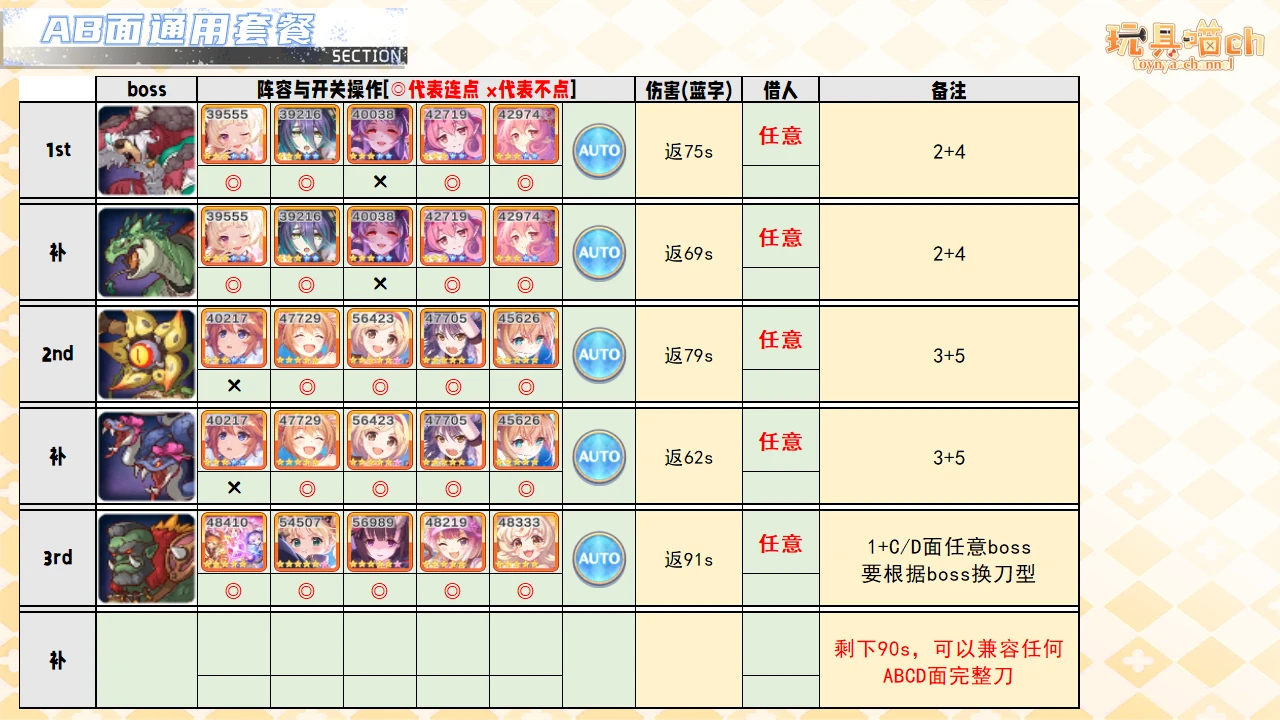 AB面通用套餐
SECTION
玩具喵ch
toynya-channel
boss 阵容与开关操作[◎代表连点 ×代表不点] 伤害(蓝字) 借人 备注
1st 39555 39216 40038 42719 42974 AUTO 返75s 任意 2+4
◎ ◎ × ◎ ◎
补 39555 39216 40038 42719 42974 AUTO 返69s 任意 2+4
◎ ◎ × ◎ ◎
2nd 40217 47729 56423 47705 45626 AUTO 返79s 任意 3+5
× ◎ ◎ ◎ ◎
补 40217 47729 56423 47705 45626 AUTO 返62s 任意 3+5
× ◎ ◎ ◎ ◎
3rd 48410 54507 56989 48219 48333 AUTO 返91s 任意 1+C/D面任意boss
要根据boss换刀型
◎ ◎ ◎ ◎ ◎
补 剩下90s，可以兼容任何
ABCD面完整刀